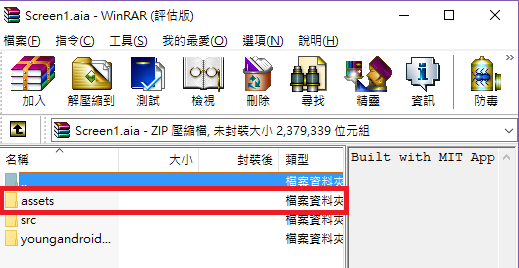 Screen1.aia - WinRAR (評估版)
檔案(F) 指令(C) 工具(S) 我的最愛(O) 選項(N) 說明(H)
加入 解壓縮到 測試 檢視 刪除 尋找 精靈 資訊 防毒
Screen1.aia - ZIP 壓縮檔, 未封裝大小 2,379,339 位元組
名稱 大小 封裝後 類型
.. 檔案資料夾
assets 檔案資料夾
src 檔案資料夾
youngandroid... 檔案資料夾
Built with MIT App